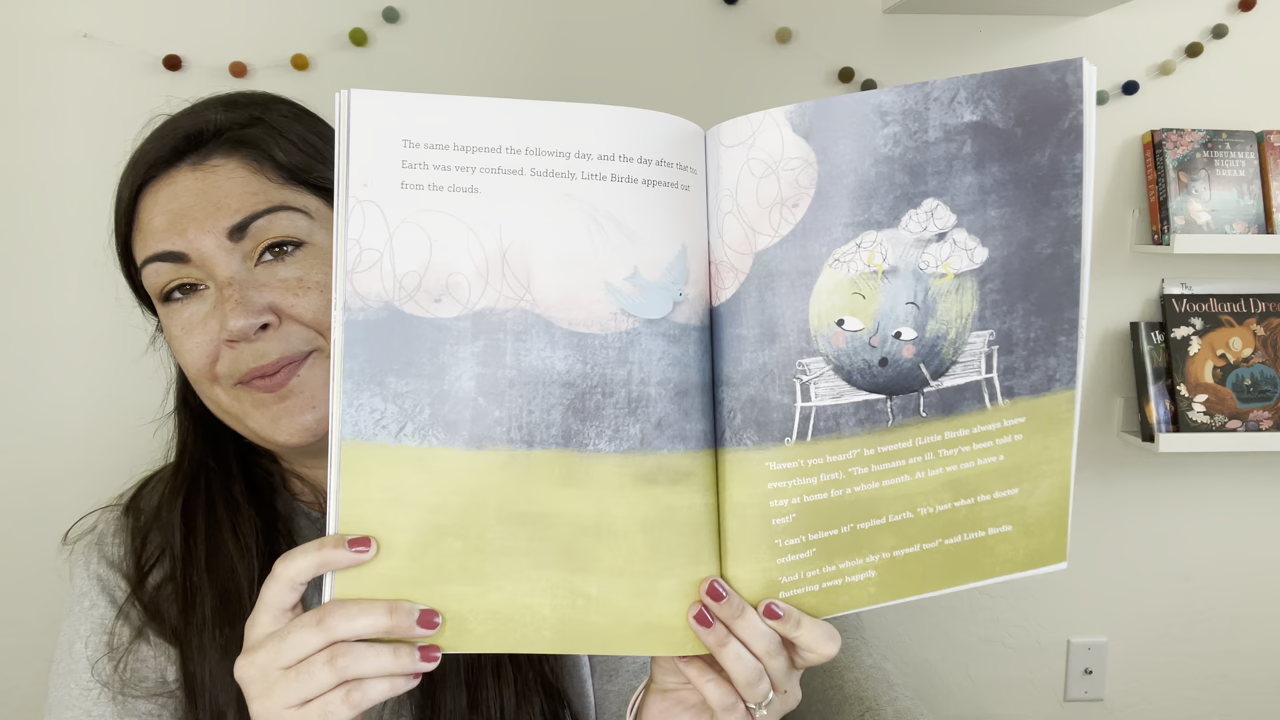 The same happened the following day, and the day after that too.
Earth was very confused. Suddenly, Little Birdie appeared out
from the clouds.
"Haven't you heard?" he tweeted (Little Birdie always knew
everything first), "The humans are ill. They've been told to
stay at home for a whole month. At last we can have a
rest!"
"I can't believe it!" replied Earth, "It's just what the doctor
ordered!"
"And I get the whole sky to myself too!" said Little Birdie
fluttering away happily.
A
MIDSUMMER
NIGHT'S
DREAM
PETER PAN
The
Woodland Drea